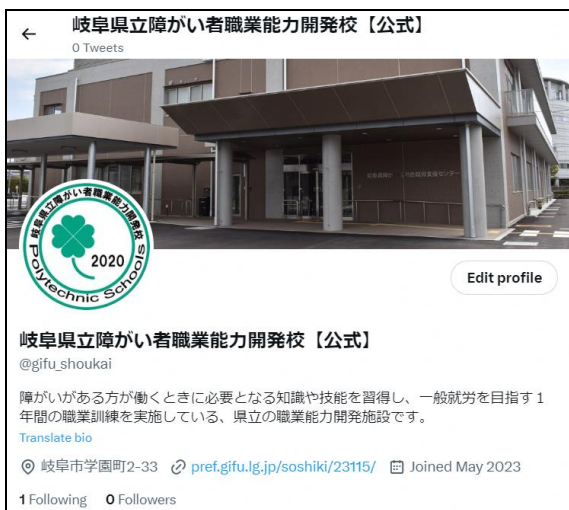 岐阜県立障がい者職業能力開発校【公式】
0 Tweets
岐阜県立障がい者職業能力開発校
2020
Polytechnic Schools
Edit profile
岐阜県立障がい者職業能力開発校【公式】
@gifu_shoukai
障がいがある方が働くときに必要となる知識や技能を習得し、一般就労を目指す1
年間の職業訓練を実施している、県立の職業能力開発施設です。
Translate bio
岐阜市学園町2-33 pref.gifu.lg.jp/soshiki/23115/ Joined May 2023
1 Following 0 Followers